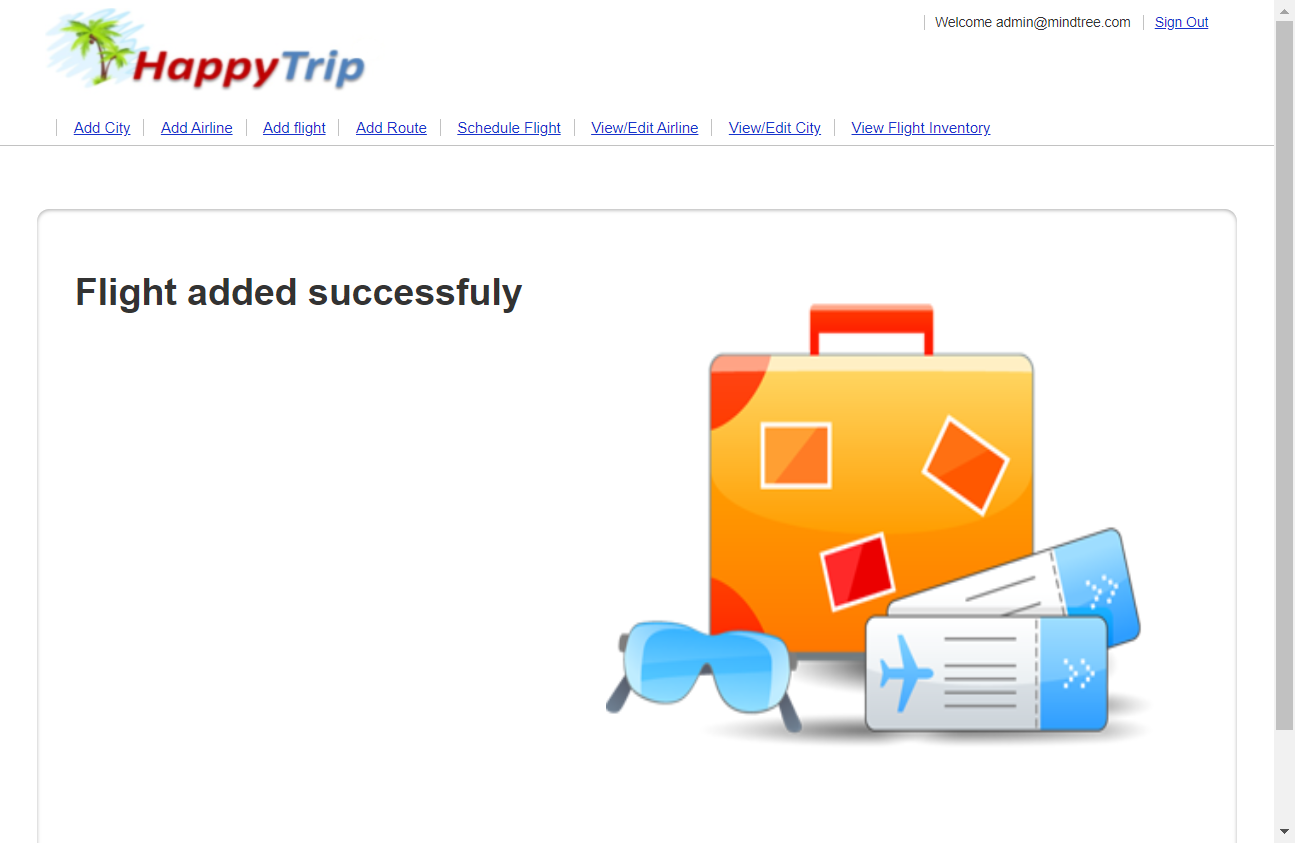 Welcome admin@mindtree.com Sign Out
HappyTrip
Add City Add Airline Add flight Add Route Schedule Flight View/Edit Airline View/Edit City View Flight Inventory
Flight added successfuly